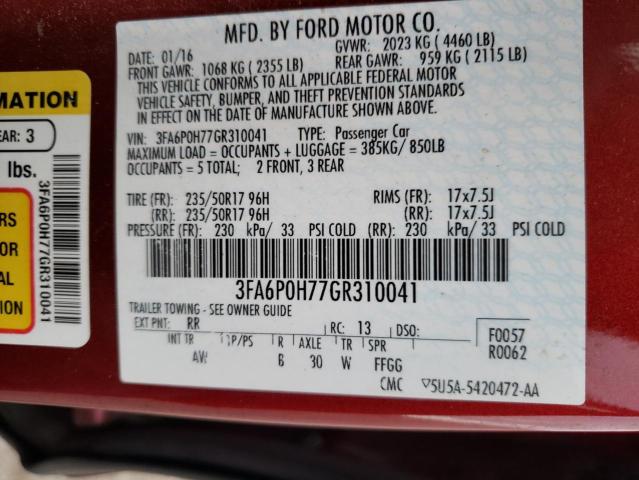 MFD. BY FORD MOTOR CO.
DATE: 01/16
GVWR: 2023 KG (4460 LB)
FRONT GAWR: 1068 KG (2355 LB)
REAR GAWR: 959 KG (2115 LB)
THIS VEHICLE CONFORMS TO ALL APPLICABLE FEDERAL MOTOR
VEHICLE SAFETY, BUMPER, AND THEFT PREVENTION STANDARDS
IN EFFECT ON THE DATE OF MANUFACTURE SHOWN ABOVE.
VIN: 3FA6P0H77GR310041 TYPE: Passenger Car
MAXIMUM LOAD = OCCUPANTS + LUGGAGE = 385KG/ 850LB
OCCUPANTS = 5 TOTAL; 2 FRONT, 3 REAR
TIRE (FR): 235/50R17 96H RIMS (FR): 17x7.5J
(RR): 235/50R17 96H (RR): 17x7.5J
PRESSURE (FR): 230 kPa/ 33 PSI COLD (RR): 230 kPa/ 33 PSI COLD
3FA6P0H77GR310041
TRAILER TOWING - SEE OWNER GUIDE
EXT PNT: RR RC: 13 DSO:
F0057
R0062
INT TR TP/PS R AXLE TR SPR
B 30 W FFGG
CMC 5U5A-5420472-AA
MATION
EAR: 3
lbs.
RS
OR
AL
ION
3FA6P0H77GR310041